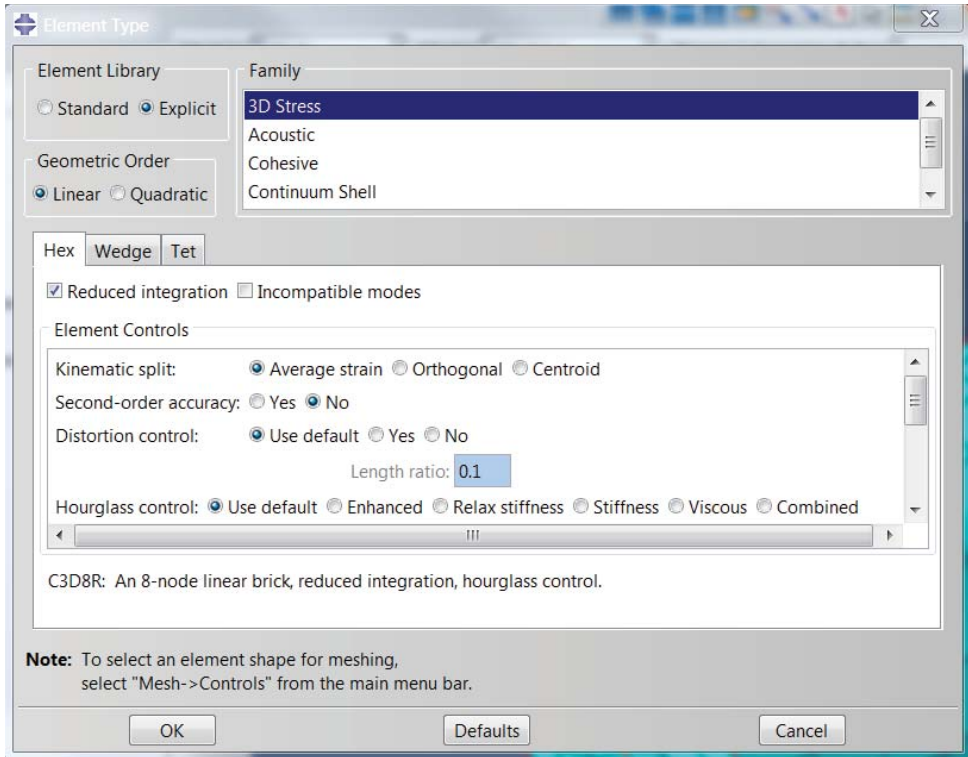 Element Type
Element Library
Standard Explicit
Family
3D Stress
Acoustic
Cohesive
Continuum Shell
Geometric Order
Linear Quadratic
Hex Wedge Tet
Reduced integration Incompatible modes
Element Controls
Kinematic split: Average strain Orthogonal Centroid
Second-order accuracy: Yes No
Distortion control: Use default Yes No
Length ratio: 0.1
Hourglass control: Use default Enhanced Relax stiffness Stiffness Viscous Combined
C3D8R: An 8-node linear brick, reduced integration, hourglass control.
Note: To select an element shape for meshing,
select "Mesh->Controls" from the main menu bar.
OK Defaults Cancel